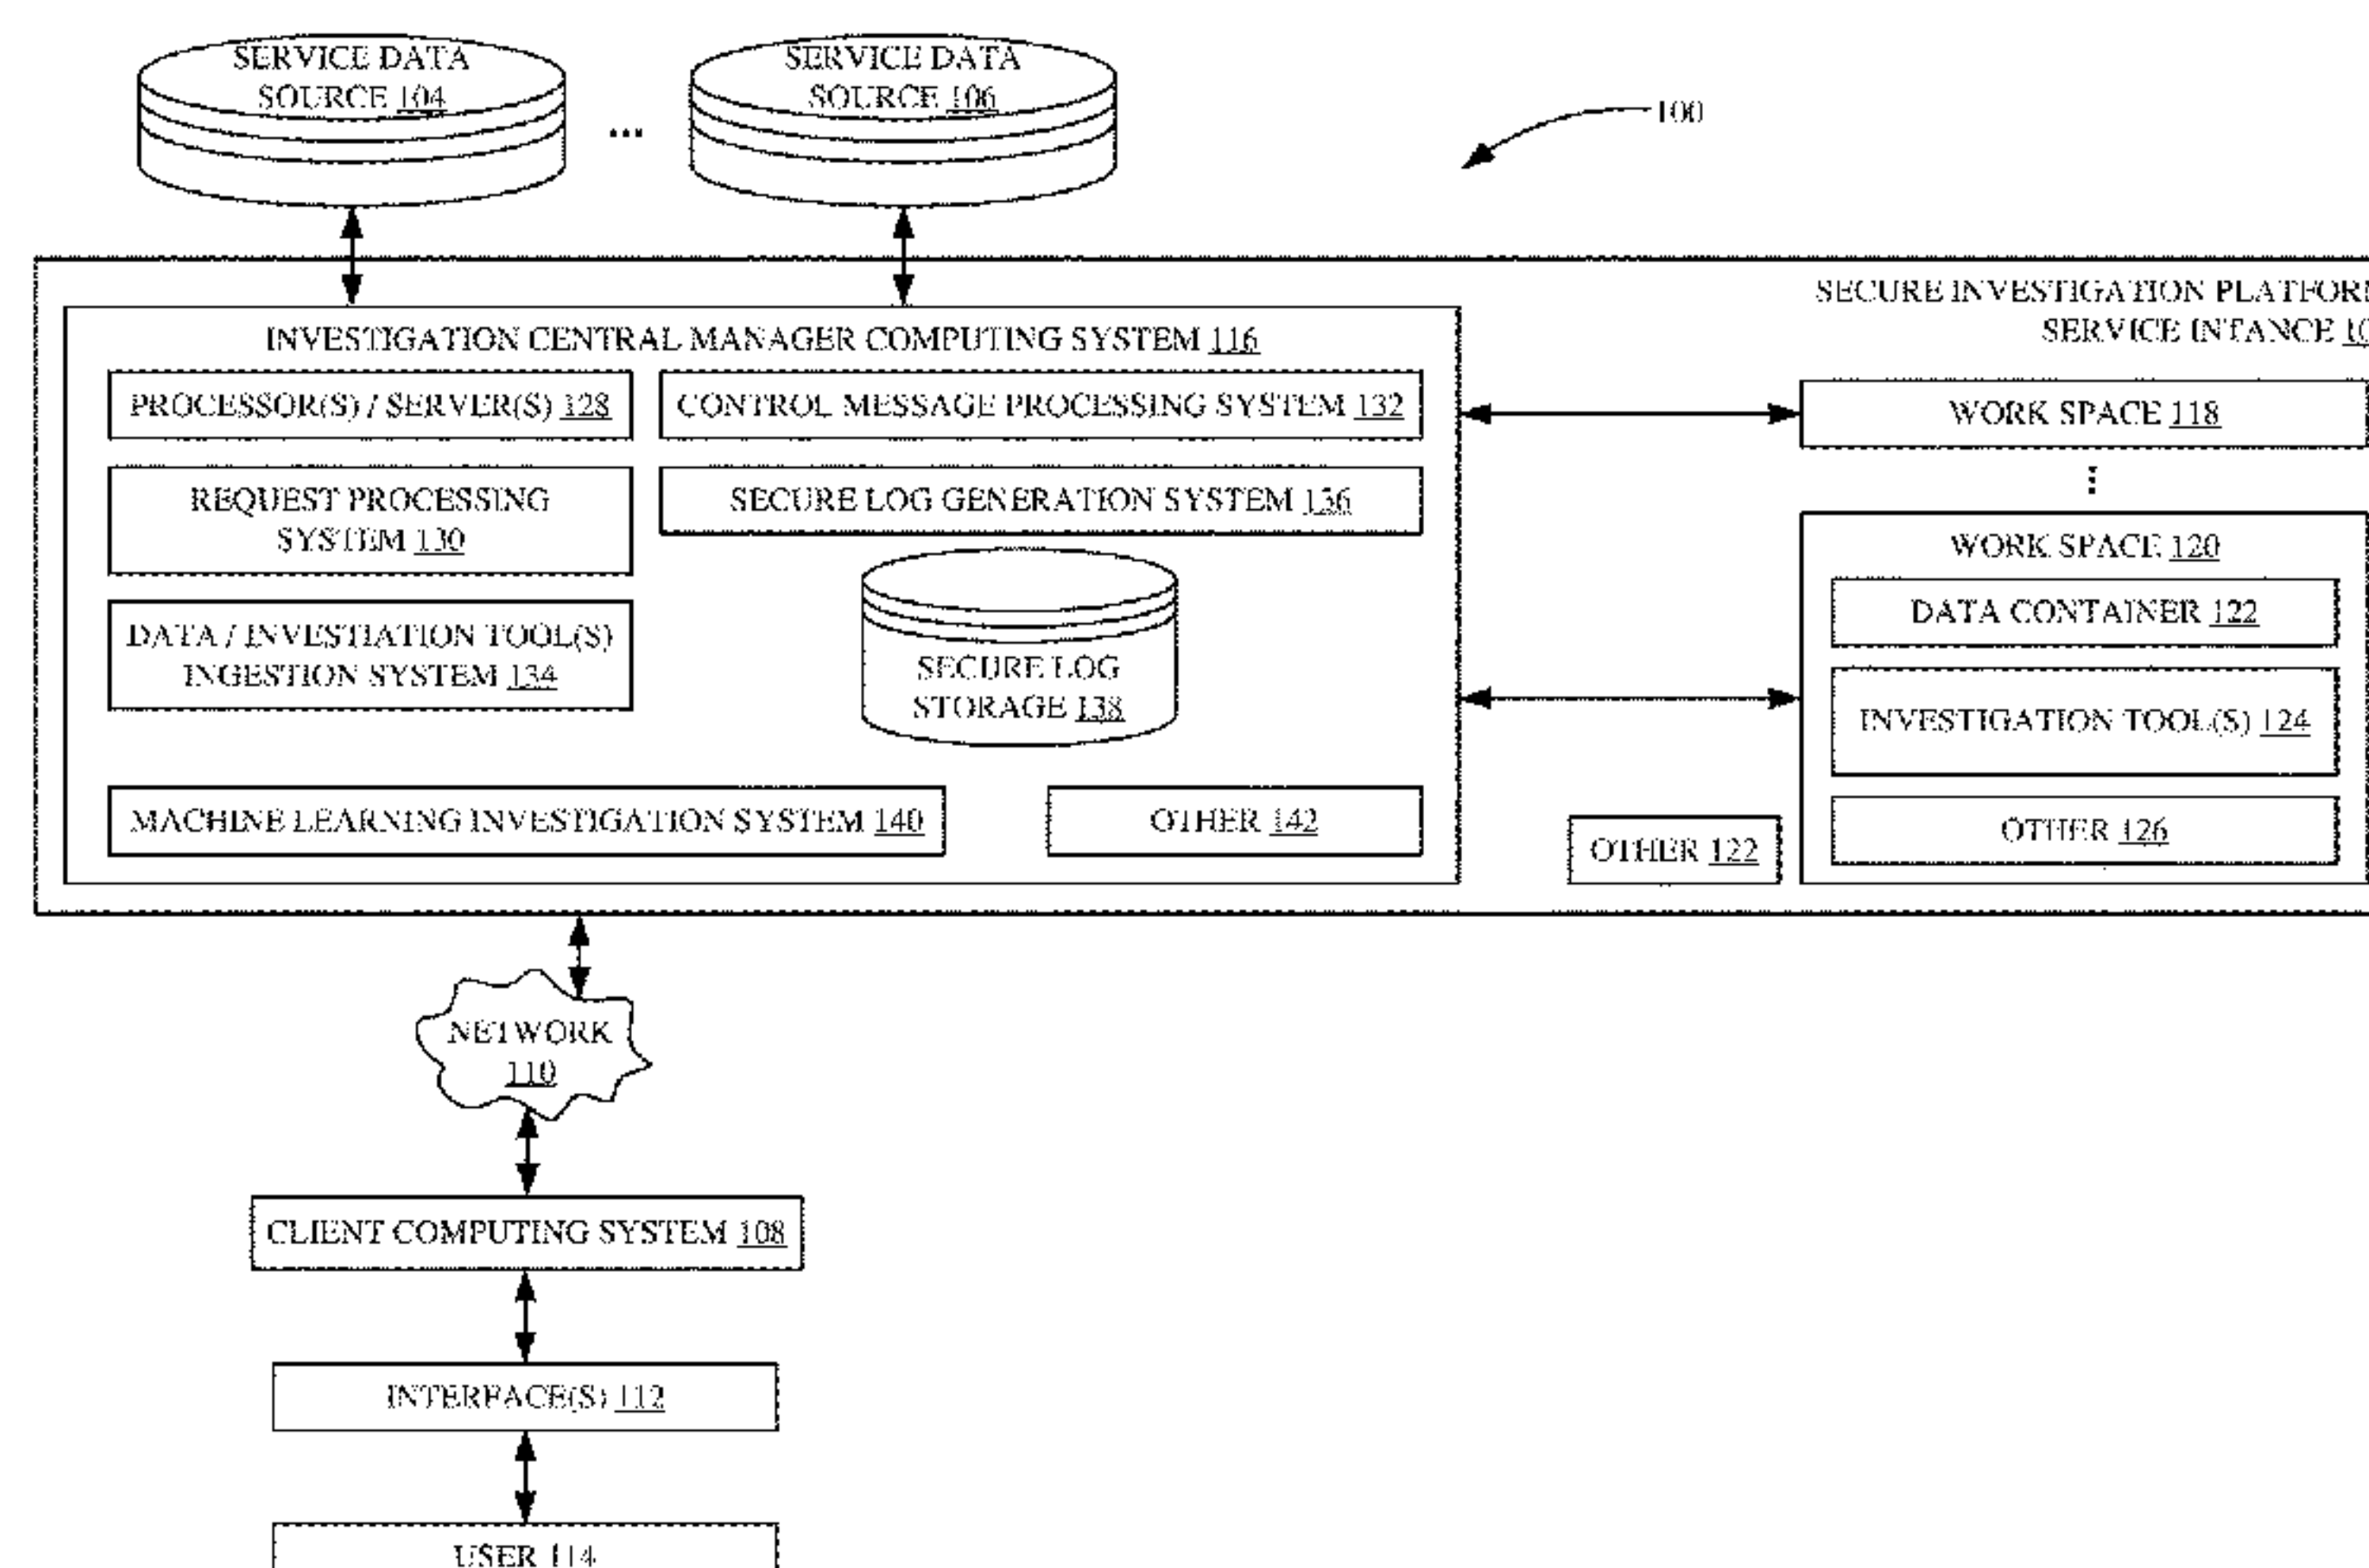 SERVICE DATA
SOURCE 104
...
SERVICE DATA
SOURCE 106
100
SECURE INVESTIGATION PLATFORM
SERVICE INTANCE
INVESTIGATION CENTRAL MANAGER COMPUTING SYSTEM 116
PROCESSOR(S) / SERVER(S) 128
CONTROL MESSAGE PROCESSING SYSTEM 132
REQUEST PROCESSING
SYSTEM 130
SECURE LOG GENERATION SYSTEM 136
DATA / INVESTIATION TOOL(S)
INGESTION SYSTEM 134
SECURE LOG
STORAGE 138
MACHINE LEARNING INVESTIGATION SYSTEM 140
OTHER 142
OTHER 122
WORK SPACE 118
WORK SPACE 120
DATA CONTAINER 122
INVESTIGATION TOOL(S) 124
OTHER 126
NETWORK
110
CLIENT COMPUTING SYSTEM 108
INTERFACE(S) 112
USER 114